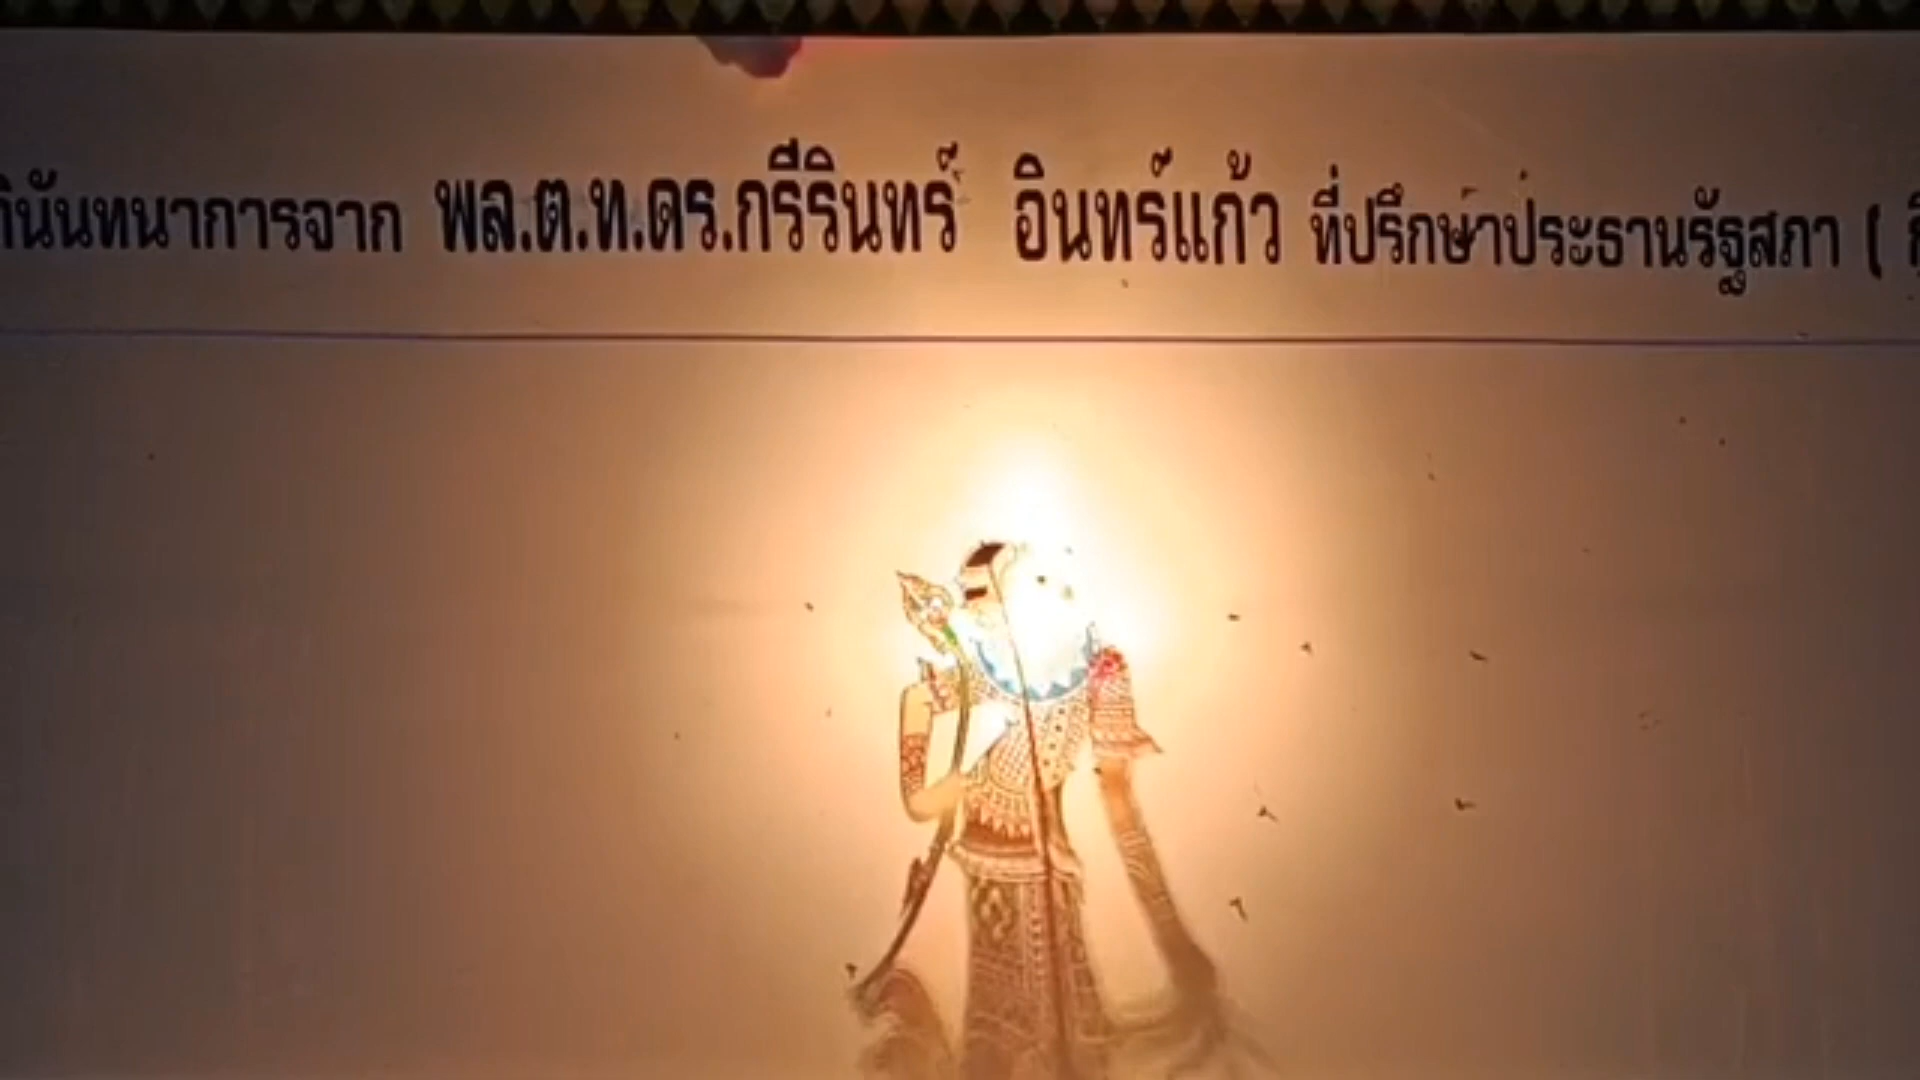 ภินันทนาการจาก พล.ต.ท.ดร.กรีรินทร์ อินทร์แก้ว ที่ปรึกษาประธานรัฐสภา (